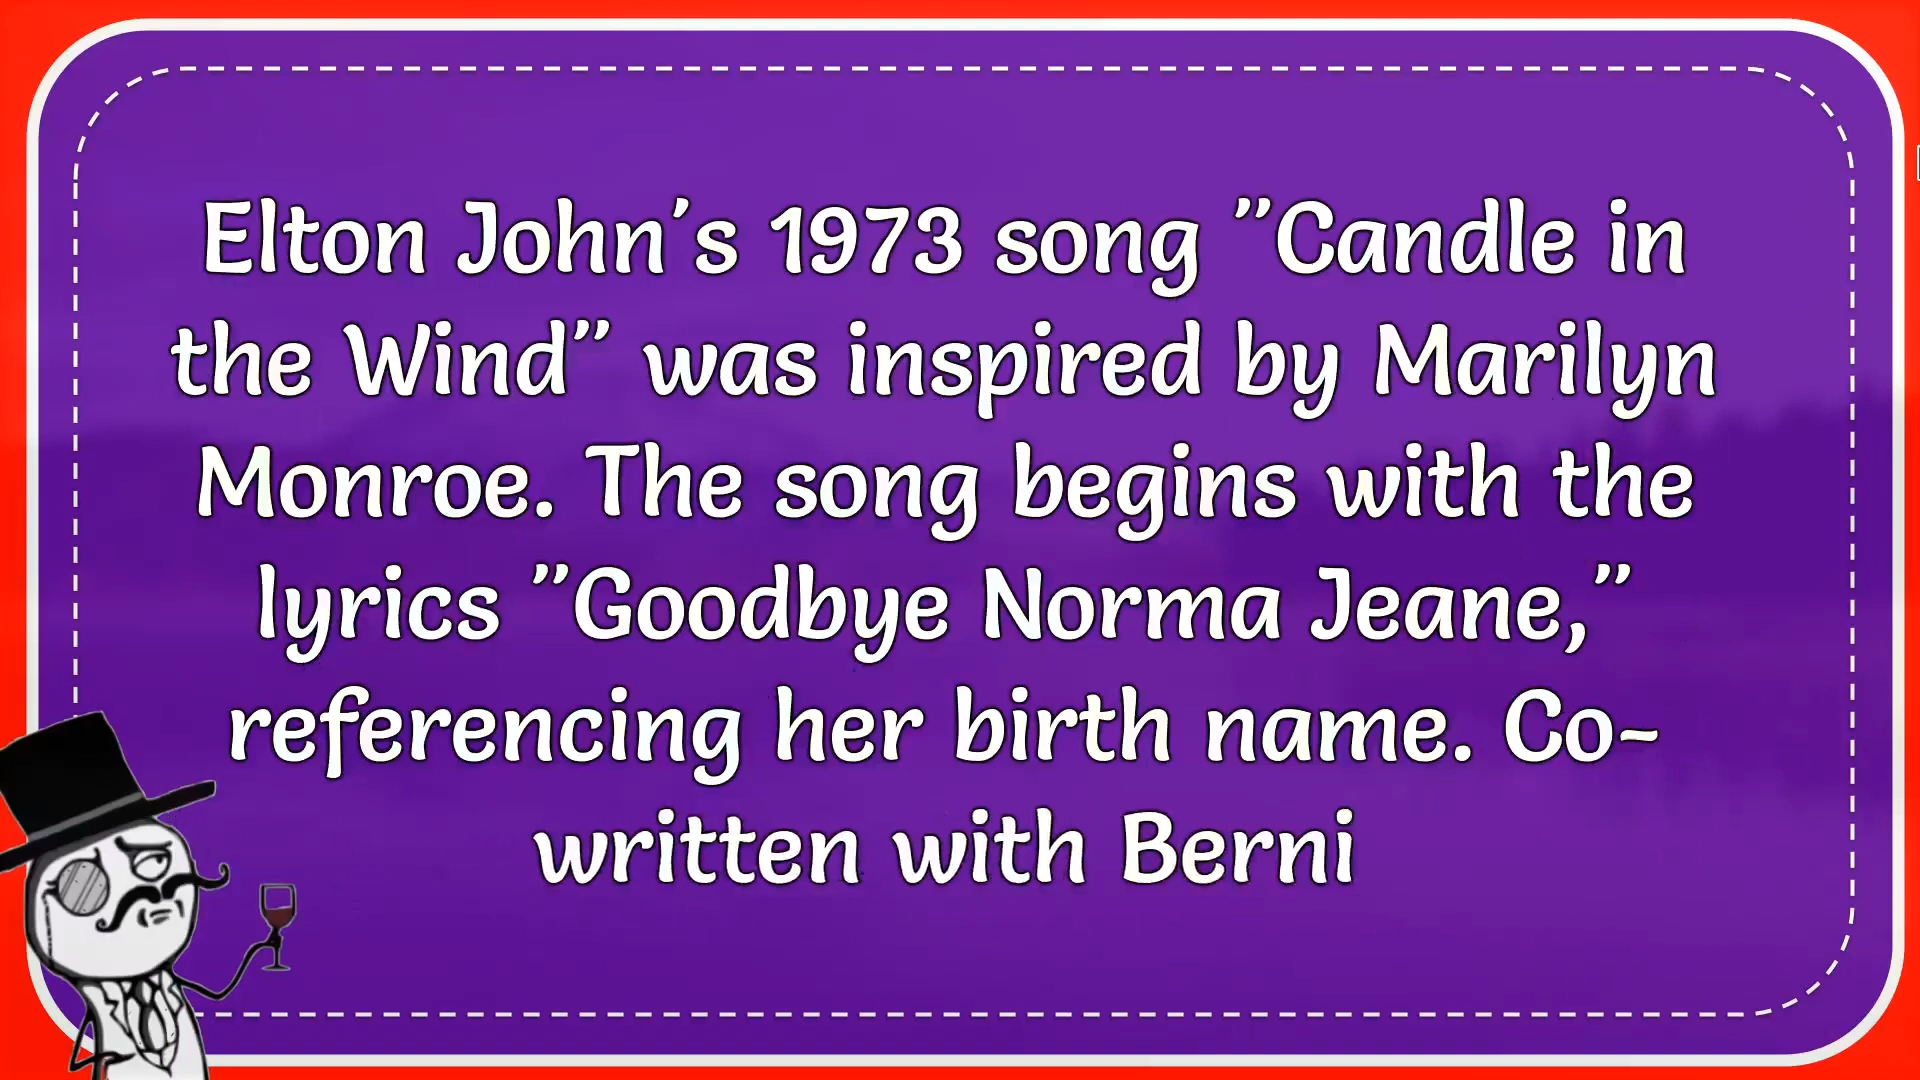 Elton John's 1973 song "Candle in
the Wind" was inspired by Marilyn
Monroe. The song begins with the
lyrics "Goodbye Norma Jeane,"
referencing her birth name. Co-
written with Berni